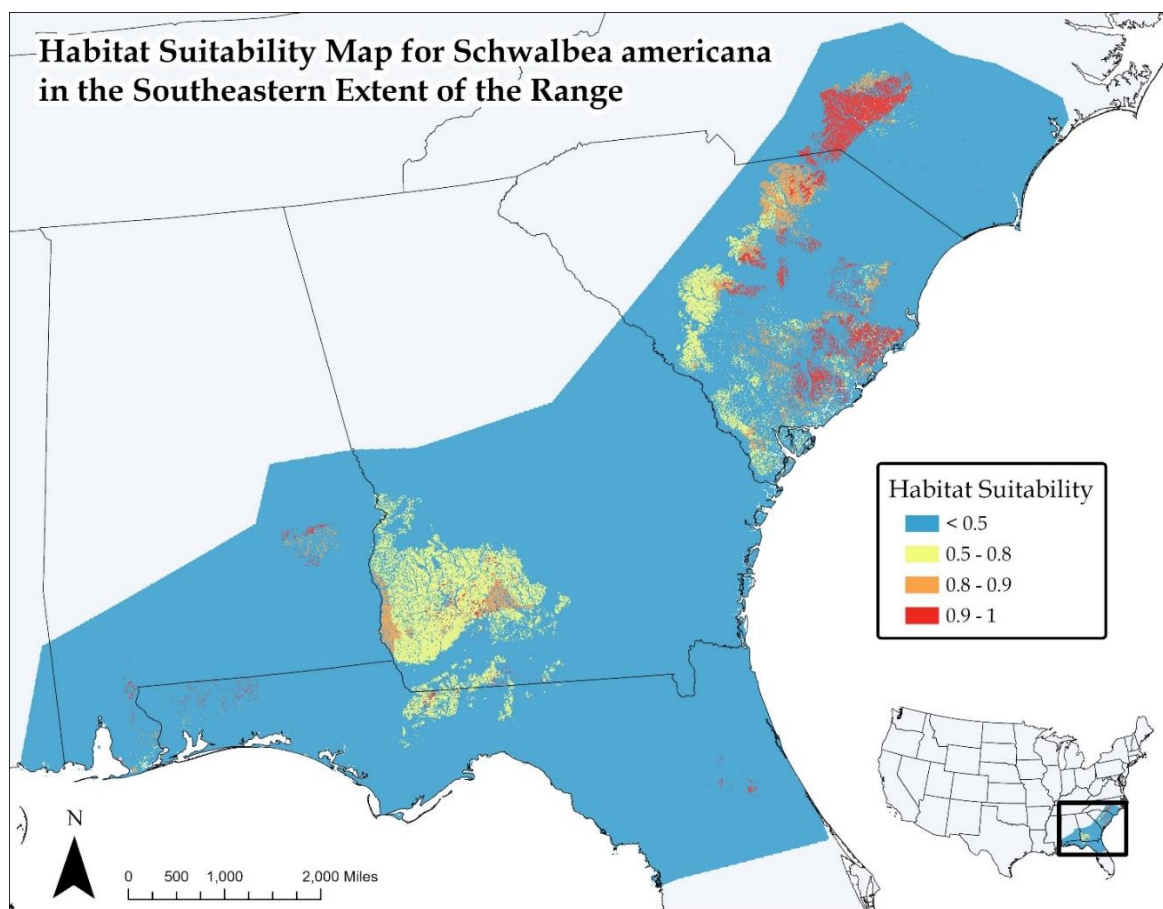 Habitat Suitability Map for Schwalbea americana
in the Southeastern Extent of the Range
Habitat Suitability
< 0.5
0.5 - 0.8
0.8 - 0.9
0.9 - 1
N
0 500 1,000 2,000 Miles